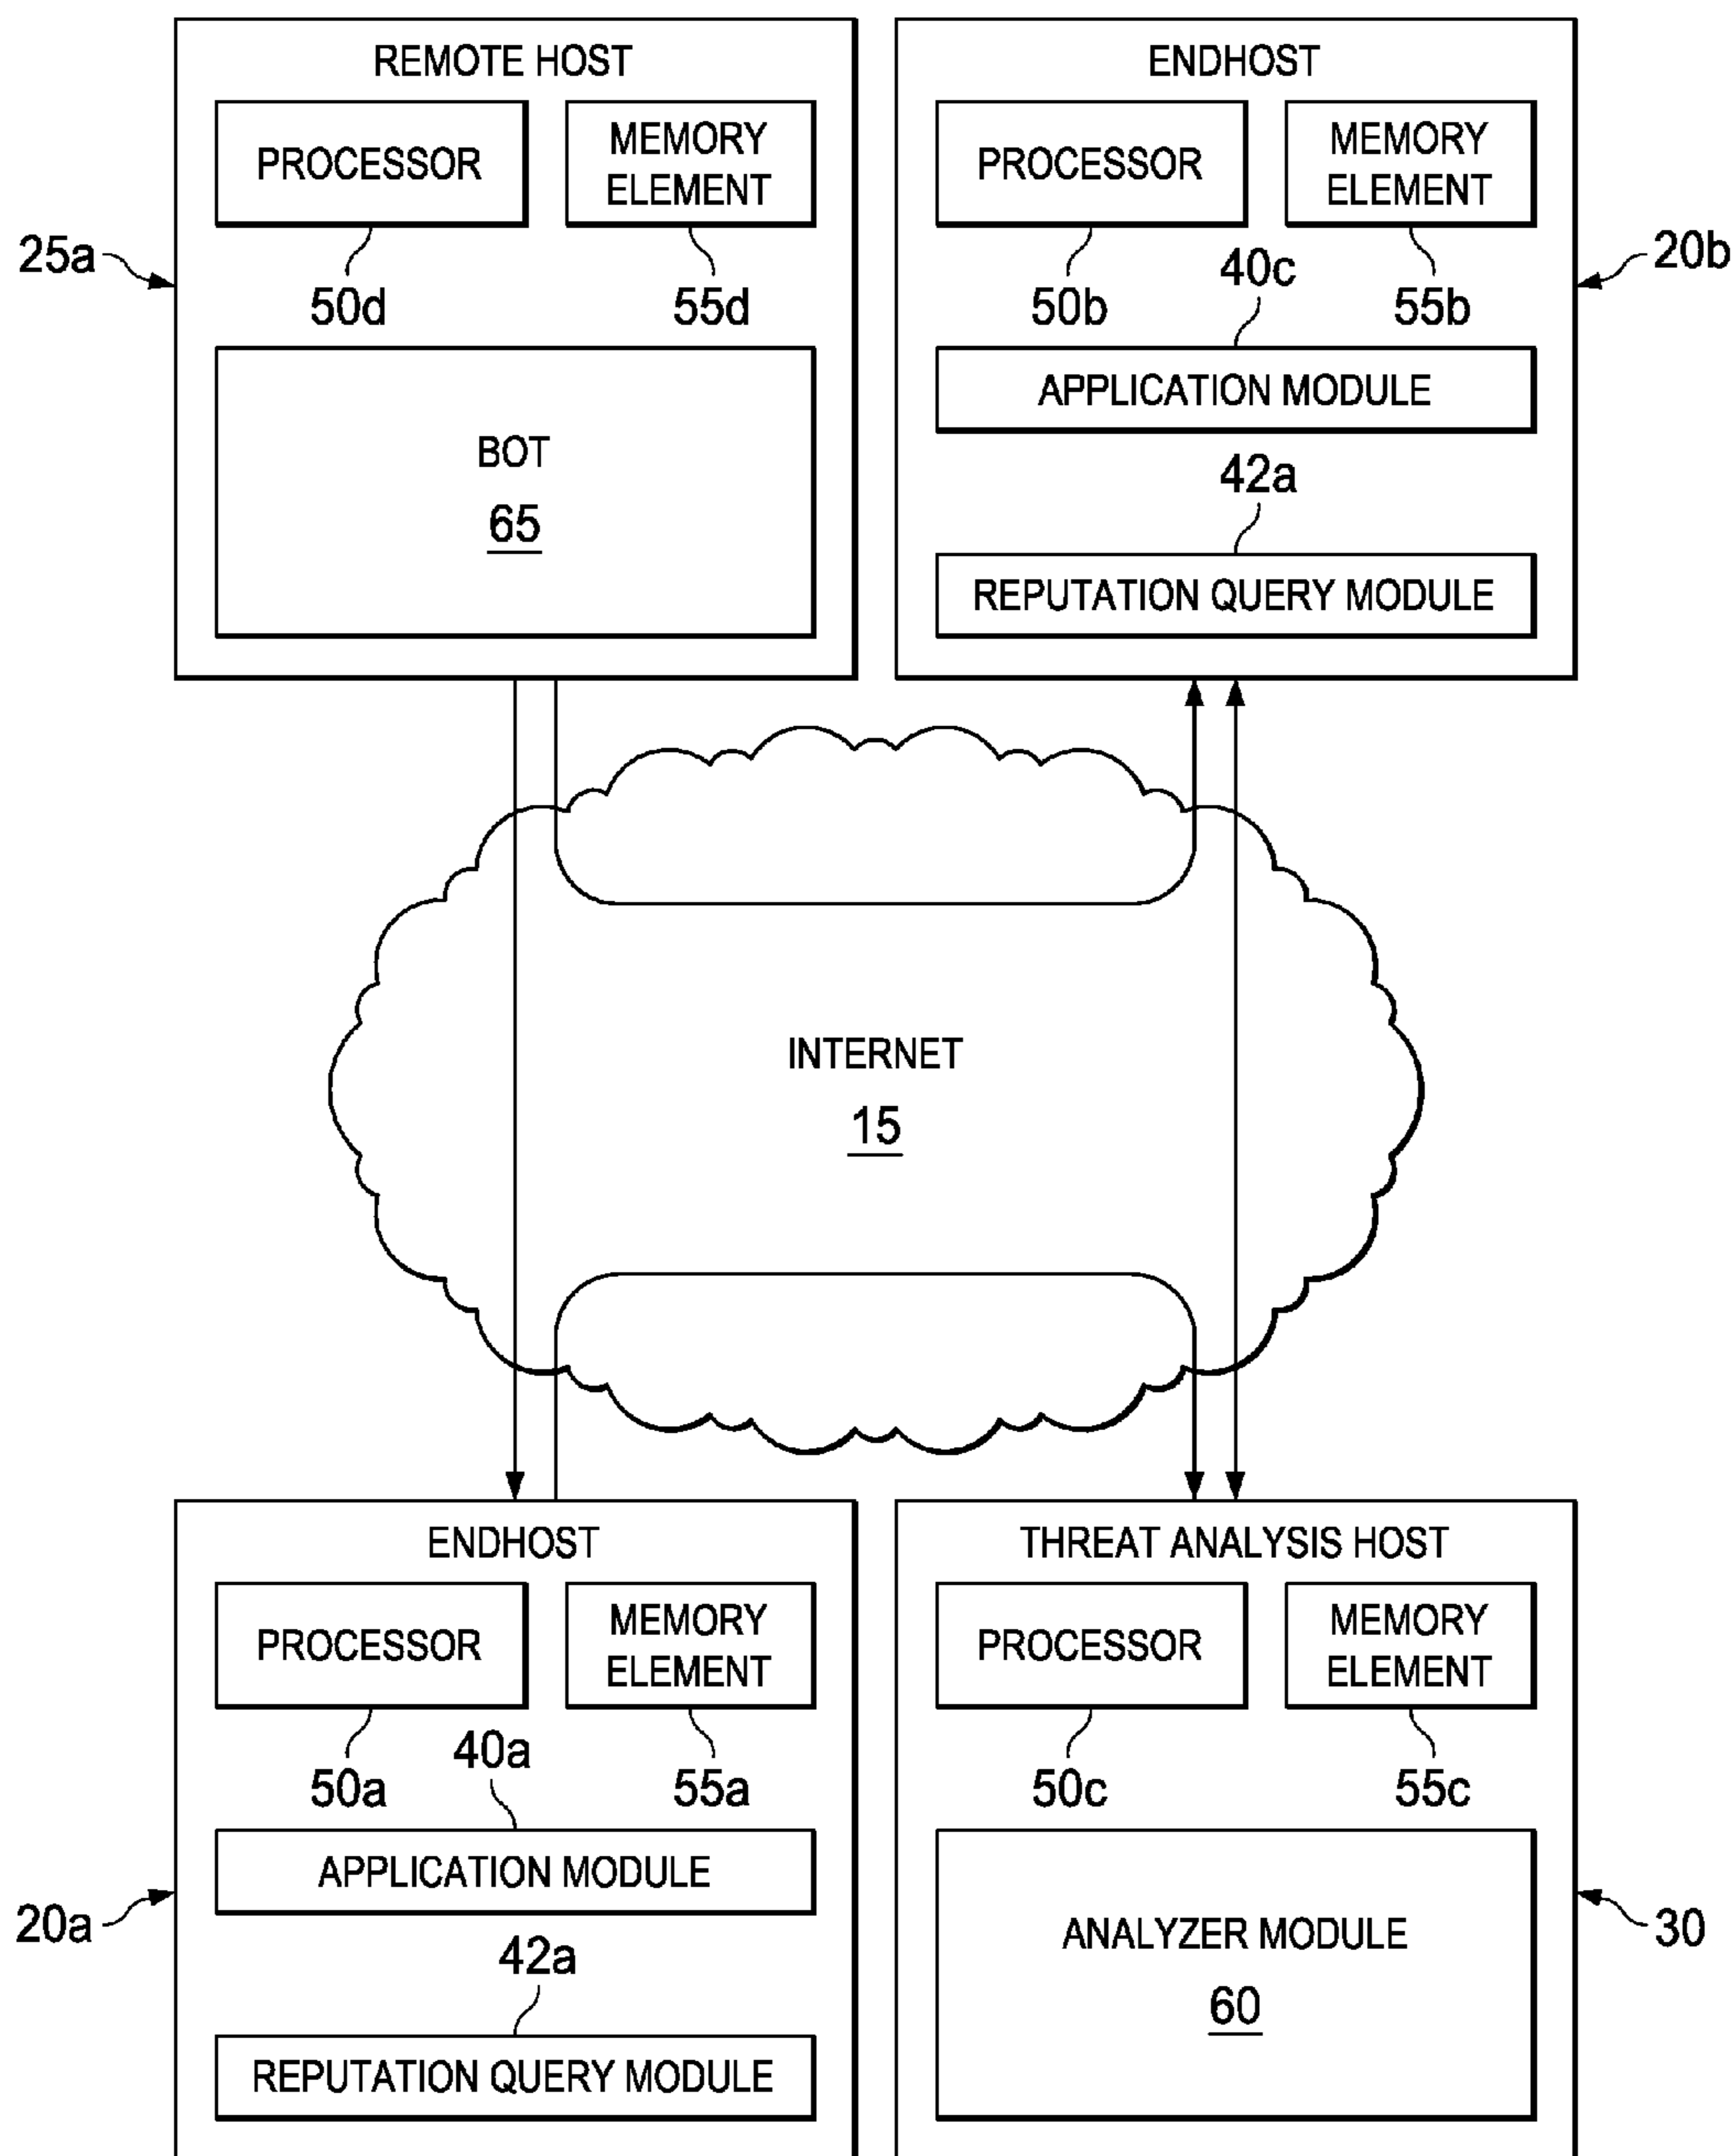 REMOTE HOST
PROCESSOR
MEMORY
ELEMENT
25a
50d
55d
BOT
65
ENDHOST
PROCESSOR
MEMORY
ELEMENT
20b
50b
40c
55b
APPLICATION MODULE
42a
REPUTATION QUERY MODULE
INTERNET
15
ENDHOST
PROCESSOR
MEMORY
ELEMENT
50a
40a
55a
APPLICATION MODULE
20a
42a
REPUTATION QUERY MODULE
THREAT ANALYSIS HOST
PROCESSOR
MEMORY
ELEMENT
50c
55c
ANALYZER MODULE
60
30